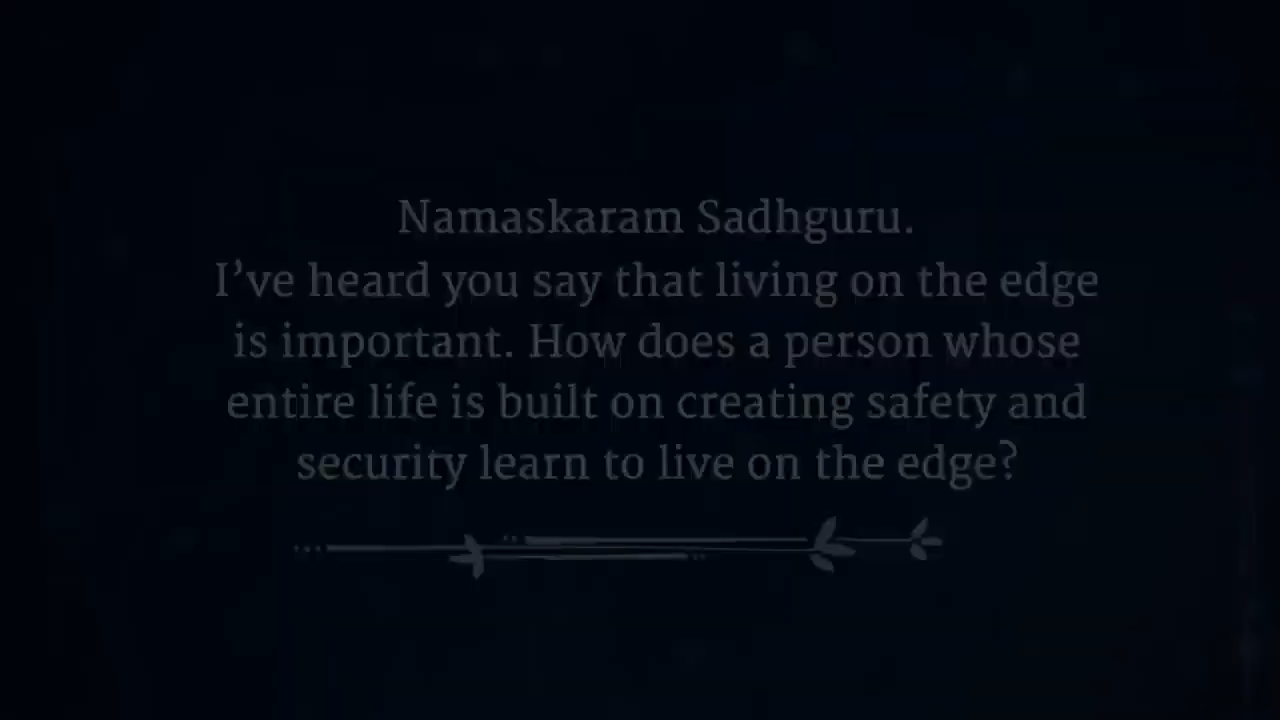 Namaskaram Sadhguru.
I’ve heard you say that living on the edge
is important. How does a person whose
entire life is built on creating safety and
security learn to live on the edge?